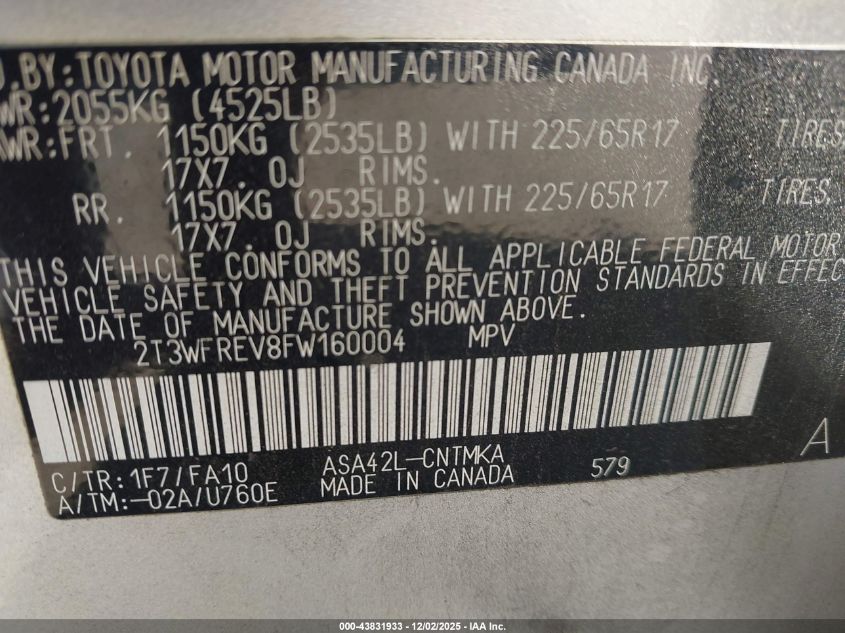 D.BY:TOYOTA MOTOR MANUFACTURING CANADA INC.
WR:2055KG (4525LB)
AWR:FRT. 1150KG (2535LB) WITH 225/65R17 TIRES,
17X7.0J RIMS.
RR. 1150KG (2535LB) WITH 225/65R17 TIRES,
17X7.0J RIMS.
THIS VEHICLE CONFORMS TO ALL APPLICABLE FEDERAL MOTOR
VEHICLE SAFETY AND THEFT PREVENTION STANDARDS IN EFFEC
THE DATE OF MANUFACTURE SHOWN ABOVE.
2T3WFREV8FW160004 MPV
A
C/TR:1F7/FA10 ASA42L-CNTMKA 579
A/TM:-02A/U760E MADE IN CANADA
000-43831933 - 12/02/2025 - IAA Inc.